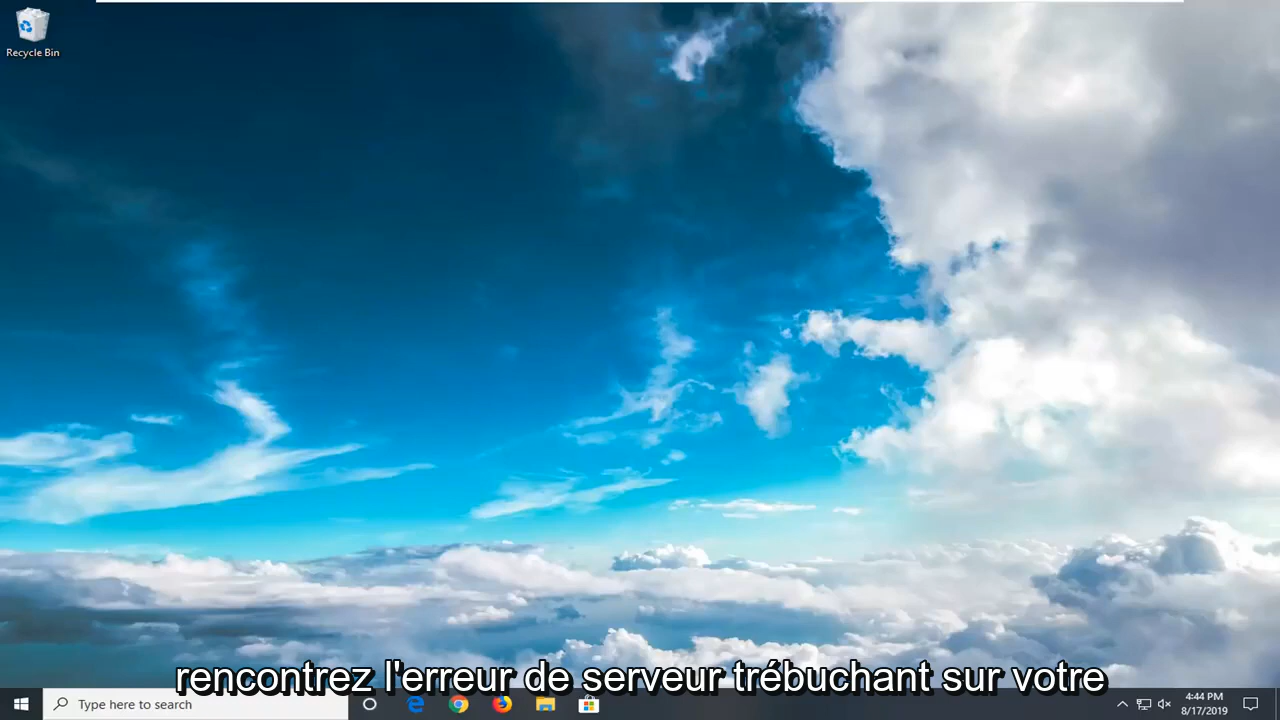 Recycle Bin
rencontrez l'erreur de serveur trébuchant sur votre
Type here to search
4:44 PM
8/17/2019